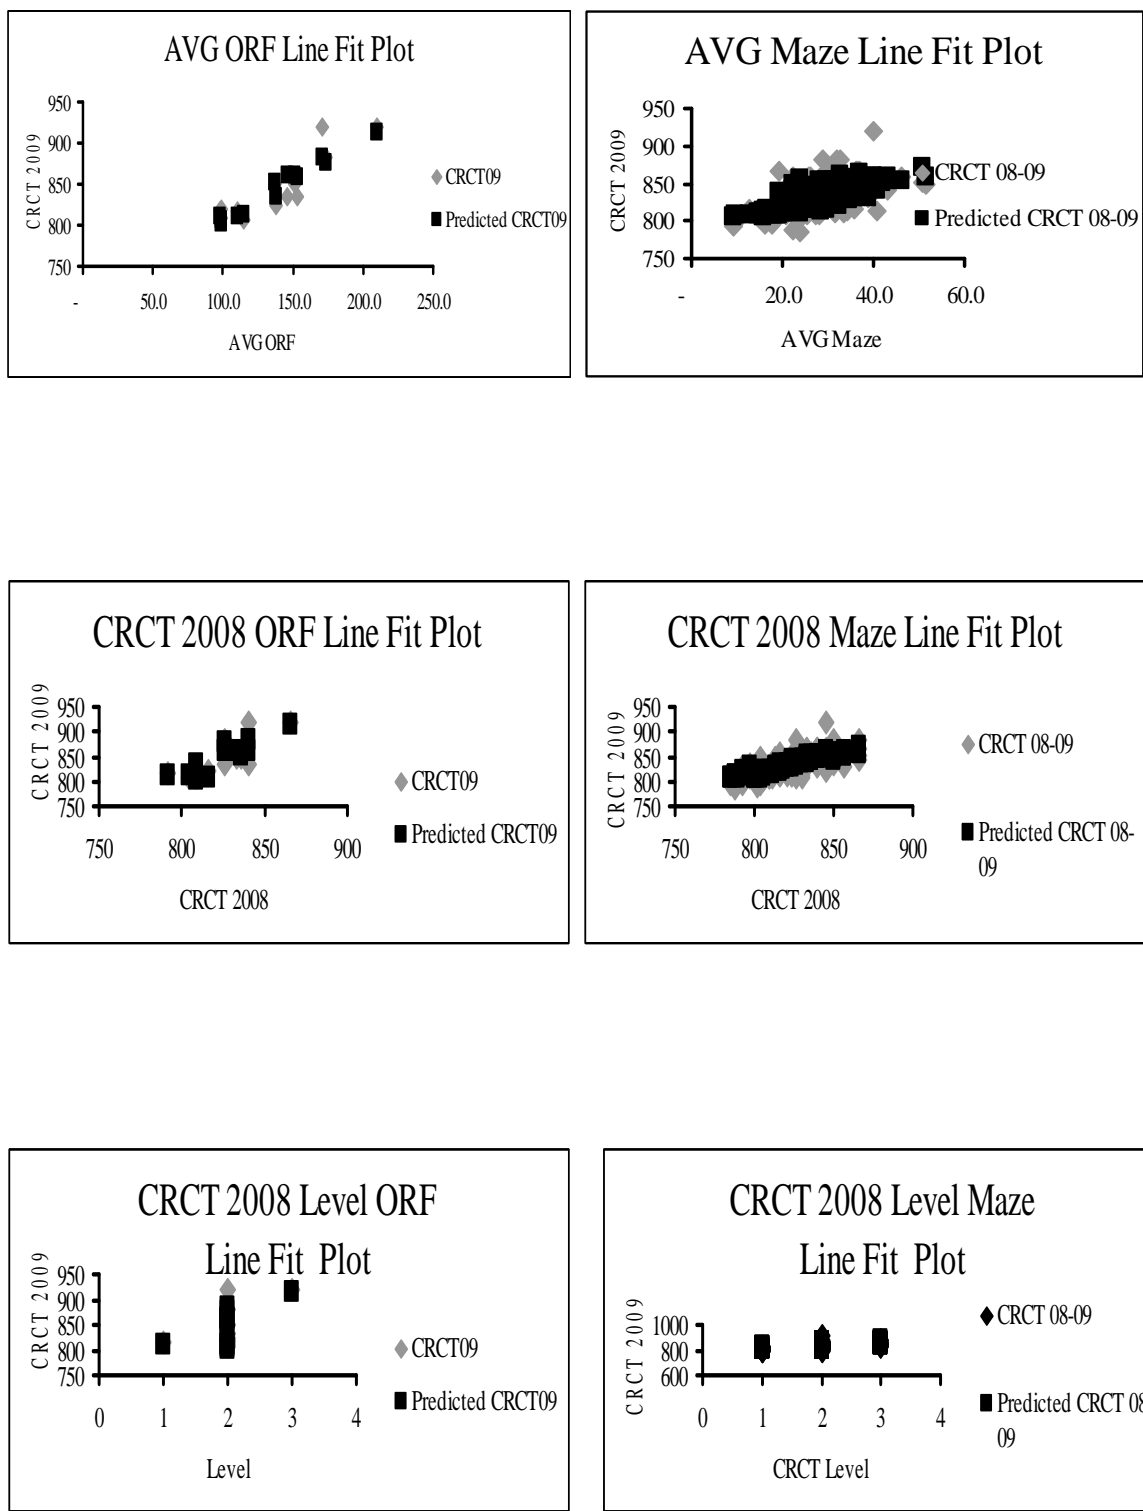 AVG ORF Line Fit Plot
CRCT 2009
950
900
850
800
750
-
50.0
100.0
150.0
200.0
250.0
AVG ORF
CRCT09
Predicted CRCT09
AVG Maze Line Fit Plot
CRCT 2009
950
900
850
800
750
-
20.0
40.0
60.0
AVG Maze
CRCT 08-09
Predicted CRCT 08-09
CRCT 2008 ORF Line Fit Plot
CRCT 2009
950
900
850
800
750
750
800
850
900
CRCT 2008
CRCT09
Predicted CRCT09
CRCT 2008 Maze Line Fit Plot
CRCT 2009
950
900
850
800
750
750
800
850
900
CRCT 2008
CRCT 08-09
Predicted CRCT 08-
09
CRCT 2008 Level ORF
Line Fit Plot
CRCT 2009
950
900
850
800
750
0
1
2
3
4
Level
CRCT09
Predicted CRCT09
CRCT 2008 Level Maze
Line Fit Plot
CRCT 2009
1000
800
600
0
1
2
3
4
CRCT Level
CRCT 08-09
Predicted CRCT 08
09